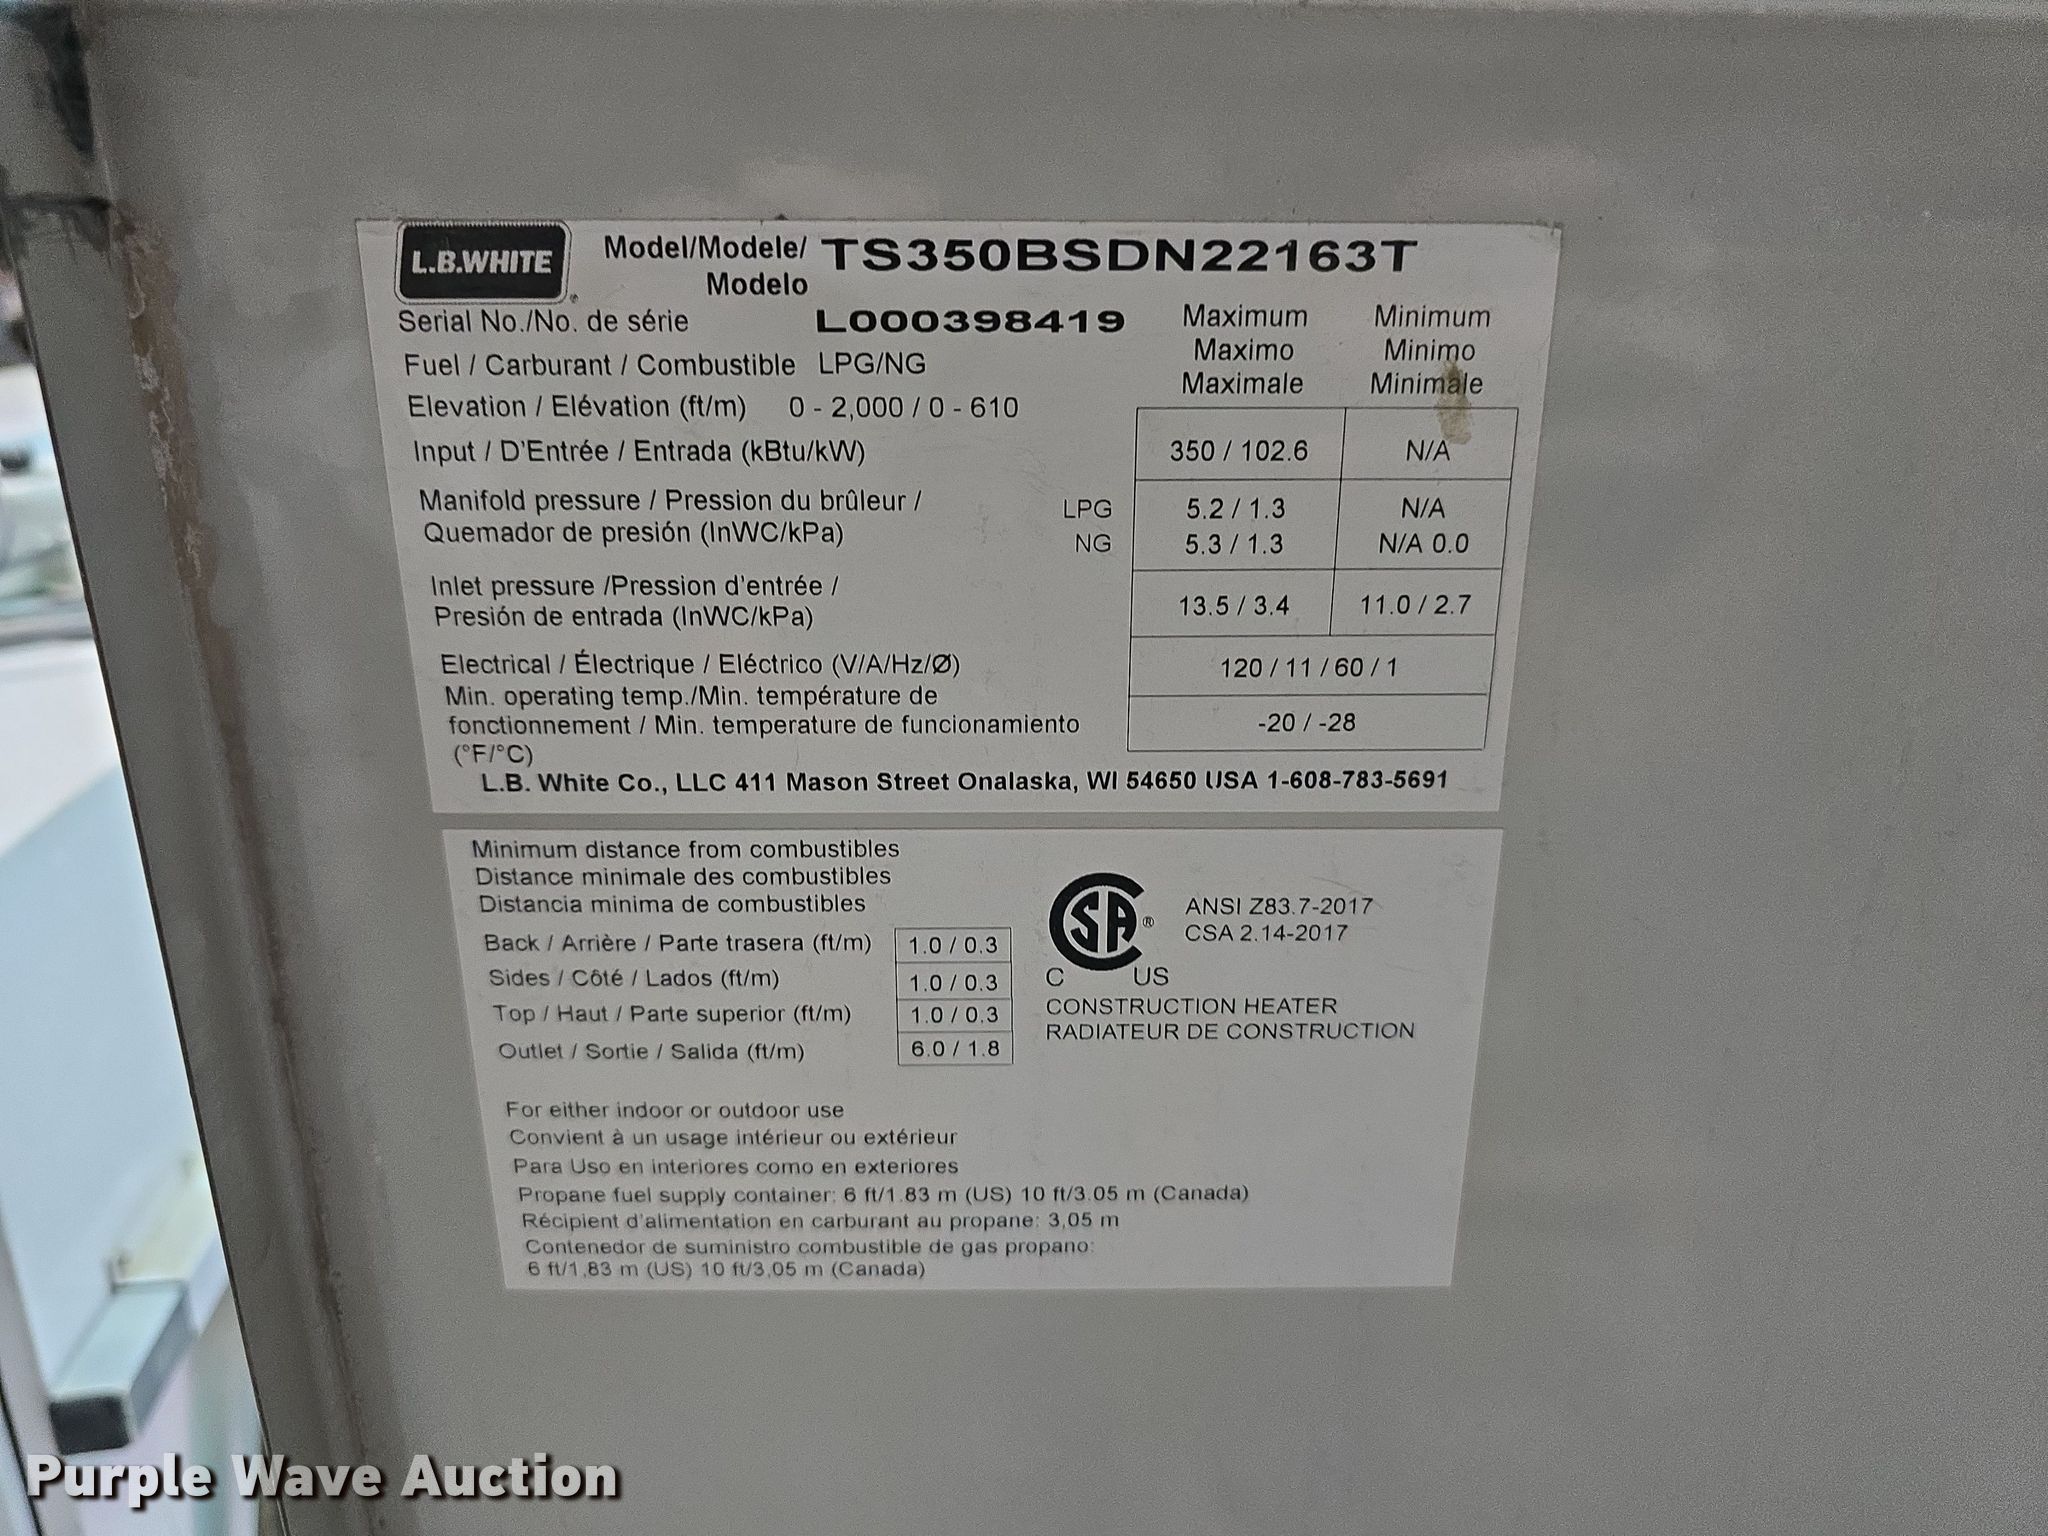 L.B.WHITE ®
Model/Modele/ TS350BSDN22163T
Modelo
Serial No./No. de série L000398419 Maximum Minimum
Maximo Minimo
Fuel / Carburant / Combustible LPG/NG Maximale Minimale
Elevation / Elévation (ft/m) 0 - 2,000 / 0 - 610
Input / D'Entrée / Entrada (kBtu/kW) 350 / 102.6 N/A
Manifold pressure / Pression du brûleur / LPG 5.2 / 1.3 N/A
Quemador de presión (InWC/kPa) NG 5.3 / 1.3 N/A 0.0
Inlet pressure /Pression d'entrée /
Presión de entrada (InWC/kPa) 13.5 / 3.4 11.0 / 2.7
Electrical / Électrique / Eléctrico (V/A/Hz/Ø) 120 / 11 / 60 / 1
Min. operating temp./Min. température de
fonctionnement / Min. temperature de funcionamiento -20 / -28
(°F/°C)
L.B. White Co., LLC 411 Mason Street Onalaska, WI 54650 USA 1-608-783-5691
Minimum distance from combustibles
Distance minimale des combustibles
Distancia minima de combustibles
Back / Arrière / Parte trasera (ft/m) 1.0 / 0.3
Sides / Côté / Lados (ft/m) 1.0 / 0.3
Top / Haut / Parte superior (ft/m) 1.0 / 0.3
Outlet / Sortie / Salida (ft/m) 6.0 / 1.8
CSA ®
C US
ANSI Z83.7-2017
CSA 2.14-2017
CONSTRUCTION HEATER
RADIATEUR DE CONSTRUCTION
For either indoor or outdoor use
Convient à un usage intérieur ou extérieur
Para Uso en interiores como en exteriores
Propane fuel supply container: 6 ft/1.83 m (US) 10 ft/3.05 m (Canada)
Récipient d'alimentation en carburant au propane: 3,05 m
Contenedor de suministro combustible de gas propano:
6 ft/1,83 m (US) 10 ft/3,05 m (Canada)
Purple Wave Auction